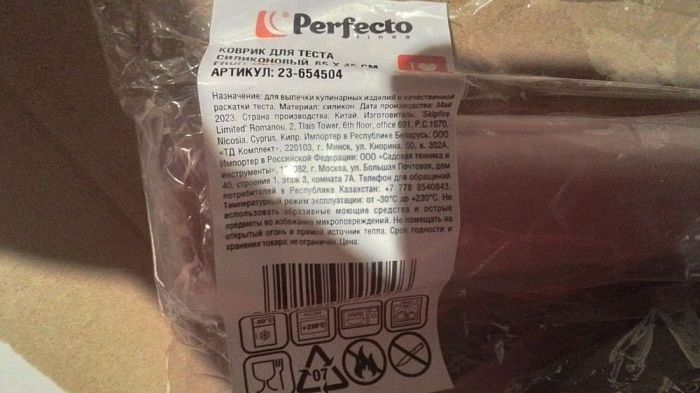 Perfecto
linea
КОВРИК ДЛЯ ТЕСТА
СИЛИКОНОВЫЙ, 65 X 45 СМ
АРТИКУЛ: 23-654504
Назначение: для выпечки кулинарных изделий и качественной
раскатки теста. Материал: силикон. Дата производства: Май
2023. Страна производства: Китай. Изготовитель: "Skipfire
Limited' Romanou, 2, Tlais Tower, 6th floor, office 601, P.C.1070,
Nicosia, Cyprus, Кипр. Импортер в Республике Беларусь: ООО
«ТД Комплект», 220103, г. Минск, ул. Кнорина, 50, к. 302А.
Импортер в Российской Федерации: ООО «Садовая техника и
инструменты», г. Москва, ул. Большая Почтовая, дом
40, строение 1, этаж 3, комната 7А. Телефон для обращений
потребителей в Республике Казахстан: +7 778 8540843.
Температурный режим эксплуатации: от -30°С до +230°С. Не
использовать абразивные моющие средства и острые
предметы во избежание микроповреждений. Не помещать на
открытый огонь и прямой источник тепла. Срок годности и
хранения товара: не ограничен. Цена:
-30°C
+230°C
07